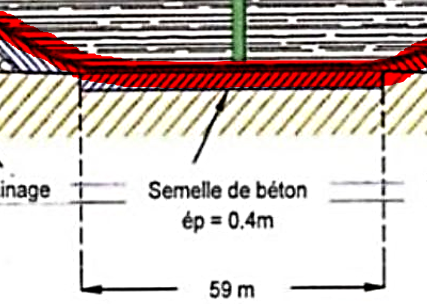 inage
Semelle de béton
ép = 0.4m
59 m